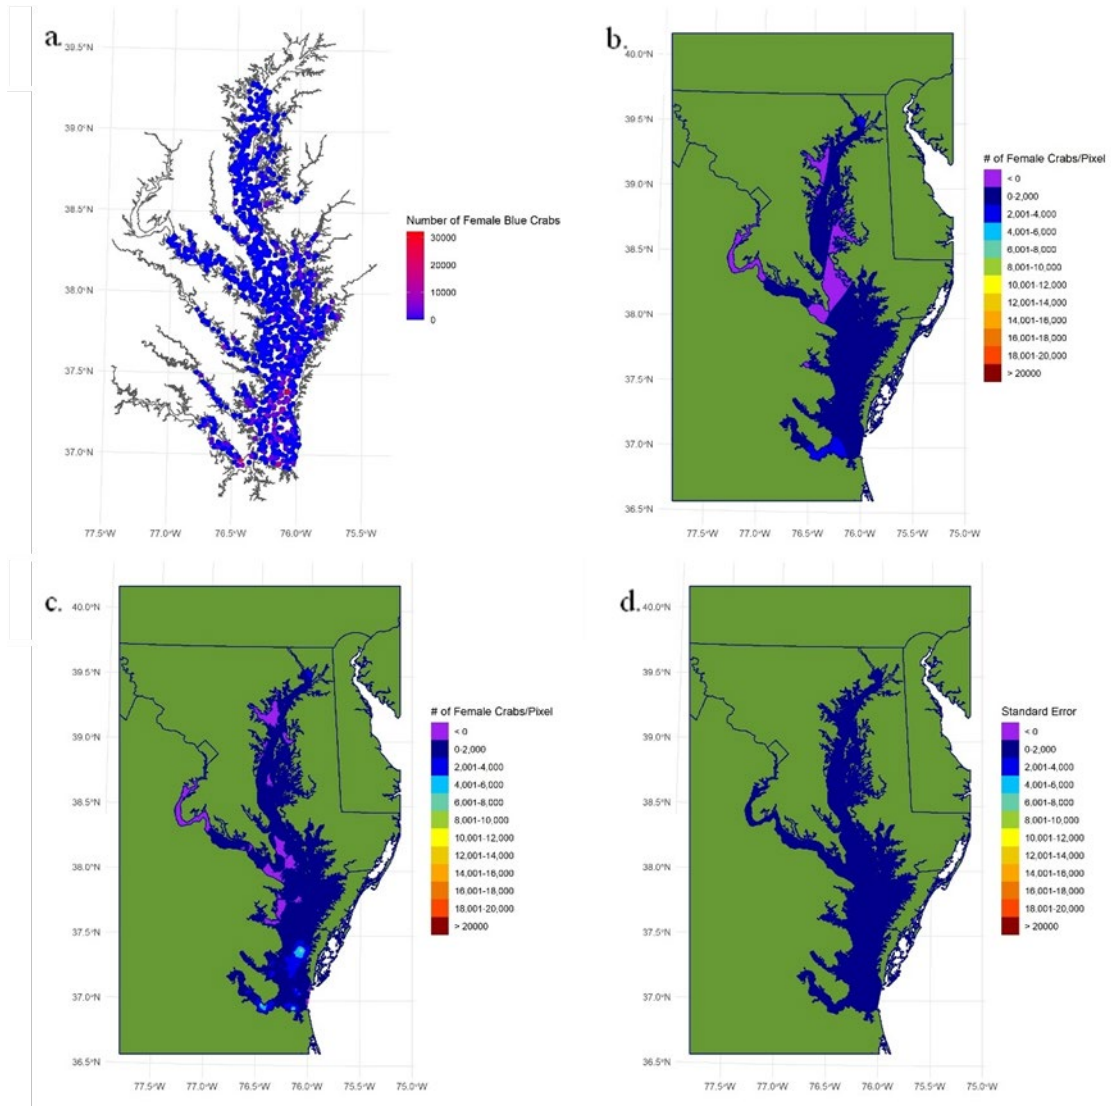 a.
39.5°N
39.0°N
38.5°N
38.0°N
37.5°N
37.0°N
77.5°W 77.0°W 76.5°W 76.0°W 75.5°W
Number of Female Blue Crabs
30000
20000
10000
0
b.
40.0°N
39.5°N
39.0°N
38.5°N
38.0°N
37.5°N
37.0°N
36.5°N
77.5°W 77.0°W 76.5°W 76.0°W 75.5°W 75.0°W
# of Female Crabs/Pixel
< 0
0-2,000
2,001-4,000
4,001-6,000
6,001-8,000
8,001-10,000
10,001-12,000
12,001-14,000
14,001-16,000
16,001-18,000
18,001-20,000
> 20000
c.
40.0°N
39.5°N
39.0°N
38.5°N
38.0°N
37.5°N
37.0°N
36.5°N
77.5°W 77.0°W 76.5°W 76.0°W 75.5°W 75.0°W
# of Female Crabs/Pixel
< 0
0-2,000
2,001-4,000
4,001-6,000
6,001-8,000
8,001-10,000
10,001-12,000
12,001-14,000
14,001-16,000
16,001-18,000
18,001-20,000
> 20000
d.
40.0°N
39.5°N
39.0°N
38.5°N
38.0°N
37.5°N
37.0°N
36.5°N
77.5°W 77.0°W 76.5°W 76.0°W 75.5°W 75.0°W
Standard Error
< 0
0-2,000
2,001-4,000
4,001-6,000
6,001-8,000
8,001-10,000
10,001-12,000
12,001-14,000
14,001-16,000
16,001-18,000
18,001-20,000
> 20000